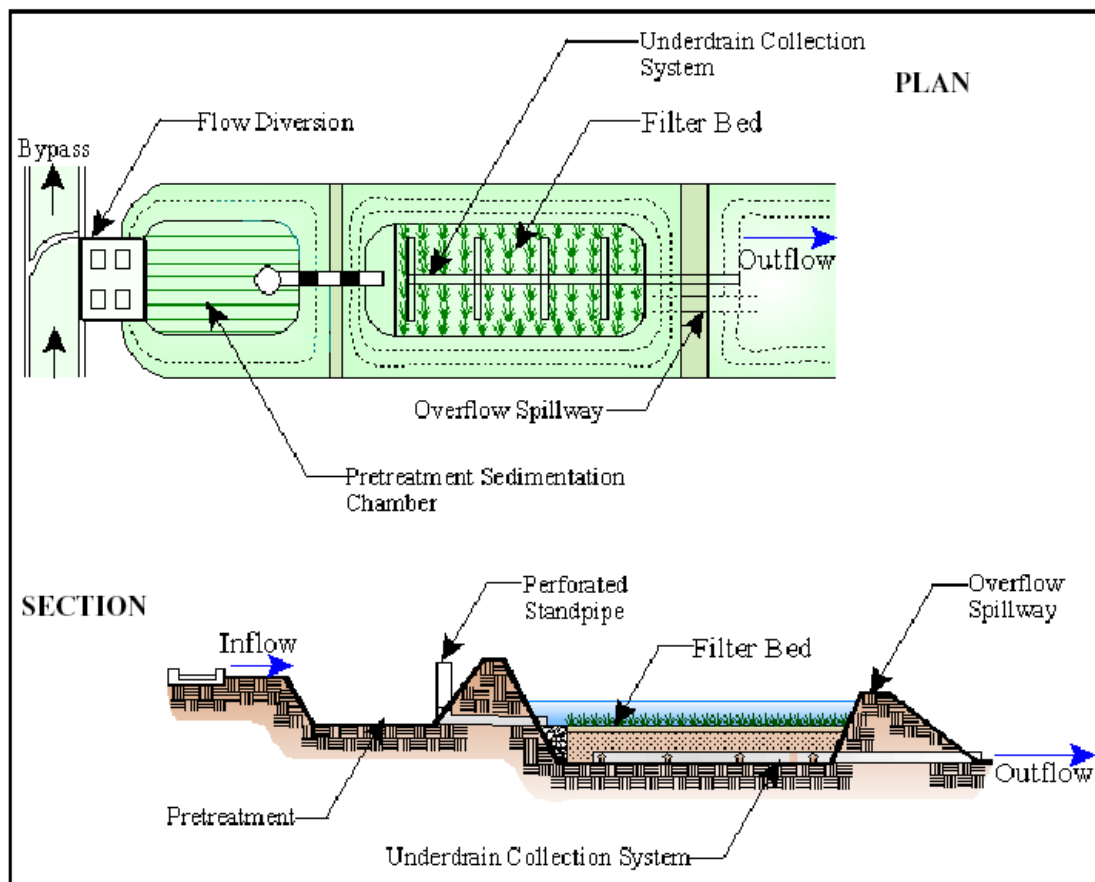 Underdrain Collection
System
PLAN
Flow Diversion
Filter Bed
Bypass
Outflow
Overflow Spillway
Pretreatment Sedimentation
Chamber
SECTION
Perforated
Standpipe
Overflow
Spillway
Inflow
Filter Bed
Outflow
Pretreatment
Underdrain Collection System